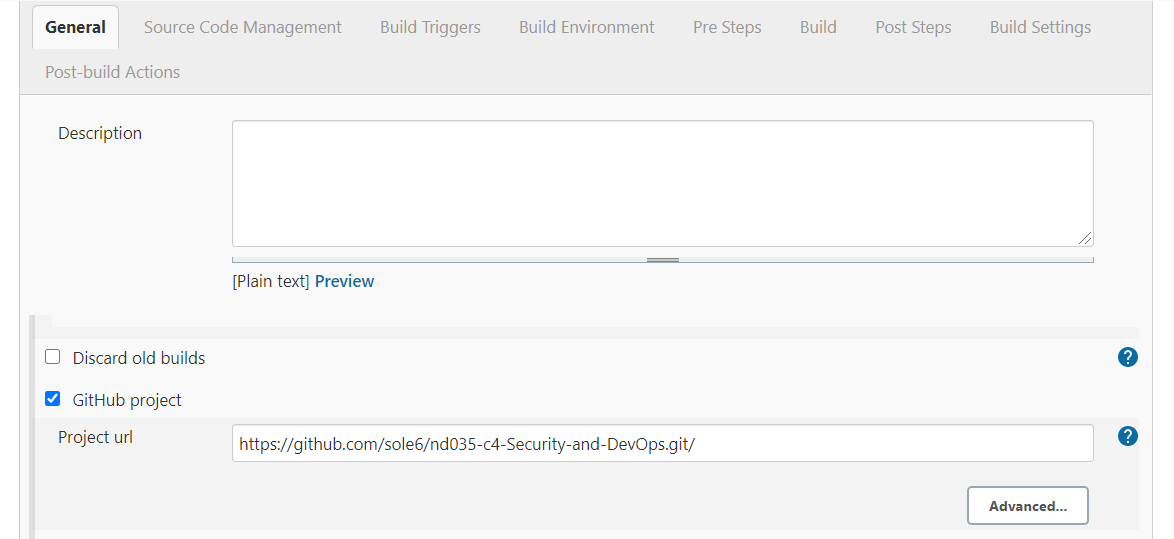 General Source Code Management Build Triggers Build Environment Pre Steps Build Post Steps Build Settings
Post-build Actions
Description
[Plain text] Preview
Discard old builds ?
GitHub project
Project url https://github.com/sole6/nd035-c4-Security-and-DevOps.git/ ?
Advanced...